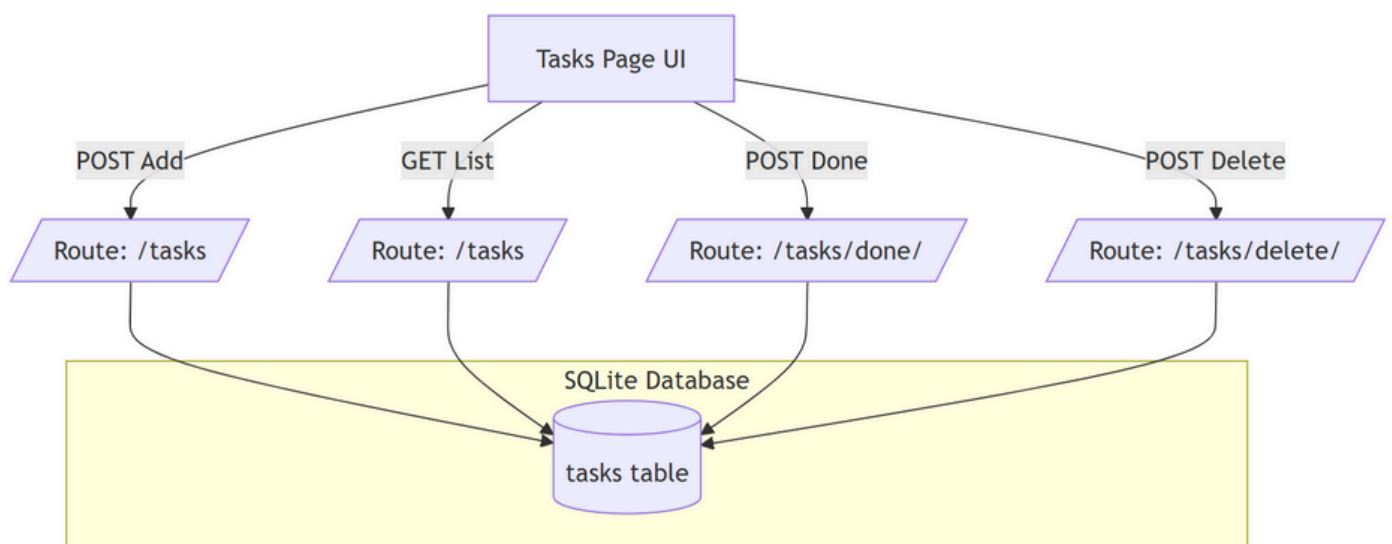 Tasks Page UI
POST Add
GET List
POST Done
POST Delete
Route: /tasks
Route: /tasks
Route: /tasks/done/
Route: /tasks/delete/
SQLite Database
tasks table